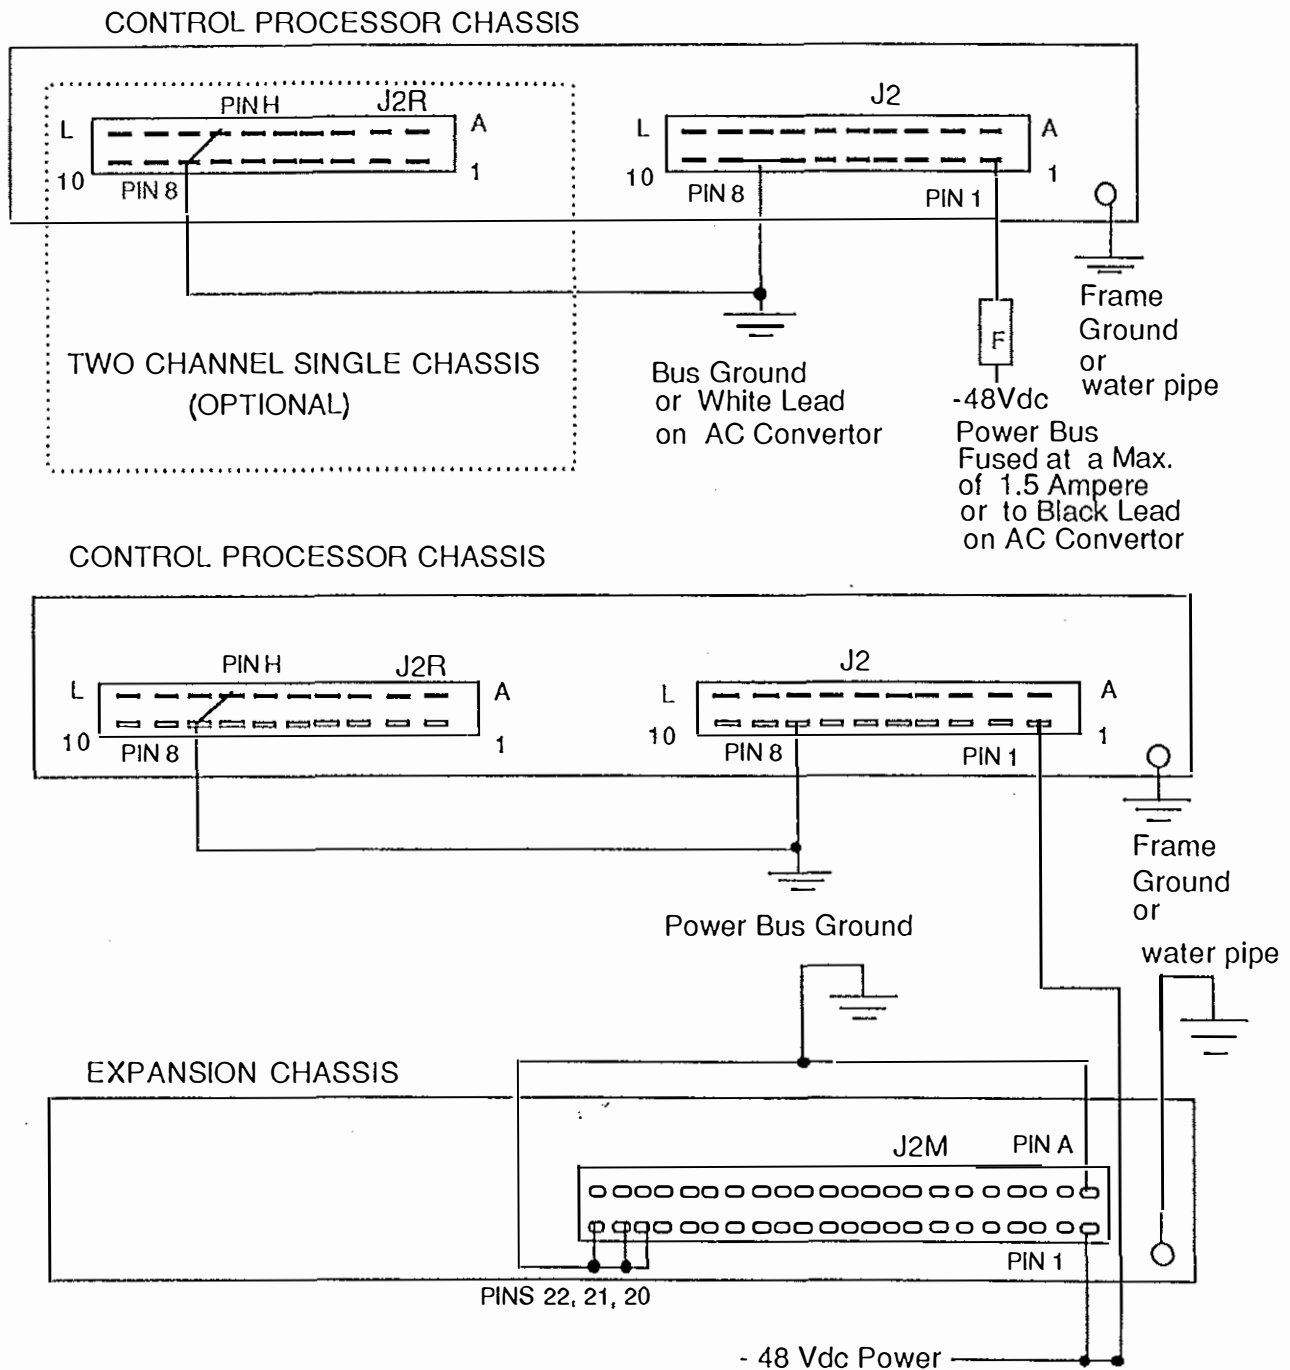 CONTROL PROCESSOR CHASSIS
PIN H
J2R
J2
L
A
L
A
10
PIN 8
1
10
PIN 8
PIN 1
1
Frame
Ground
or
water pipe
F
TWO CHANNEL SINGLE CHASSIS
(OPTIONAL)
Bus Ground
or White Lead
on AC Convertor
-48Vdc
Power Bus
Fused at a Max.
of 1.5 Ampere
or to Black Lead
on AC Convertor
CONTROL PROCESSOR CHASSIS
PIN H
J2R
J2
L
A
L
A
10
PIN 8
1
10
PIN 8
PIN 1
1
Frame
Ground
or
water pipe
Power Bus Ground
EXPANSION CHASSIS
J2M
PIN A
PIN 1
PINS 22, 21, 20
- 48 Vdc Power